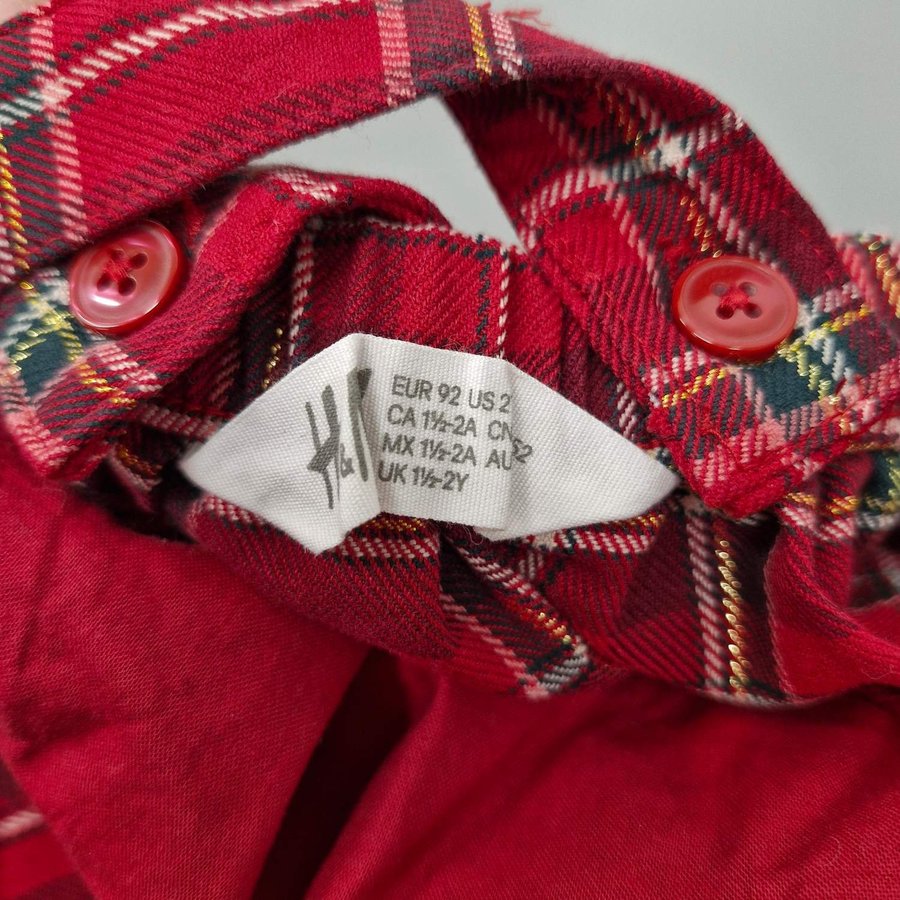 H&M
EUR 92 US 2
CA 1½-2A CN
MX 1½-2A AU
UK 1½-2Y